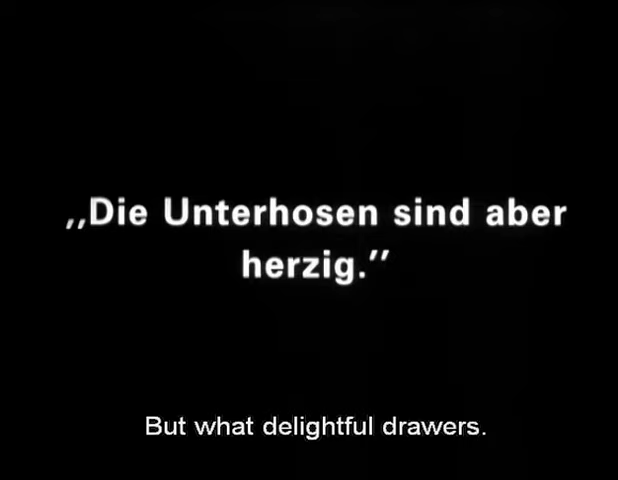 ,,Die Unterhosen sind aber
herzig.”
But what delightful drawers.